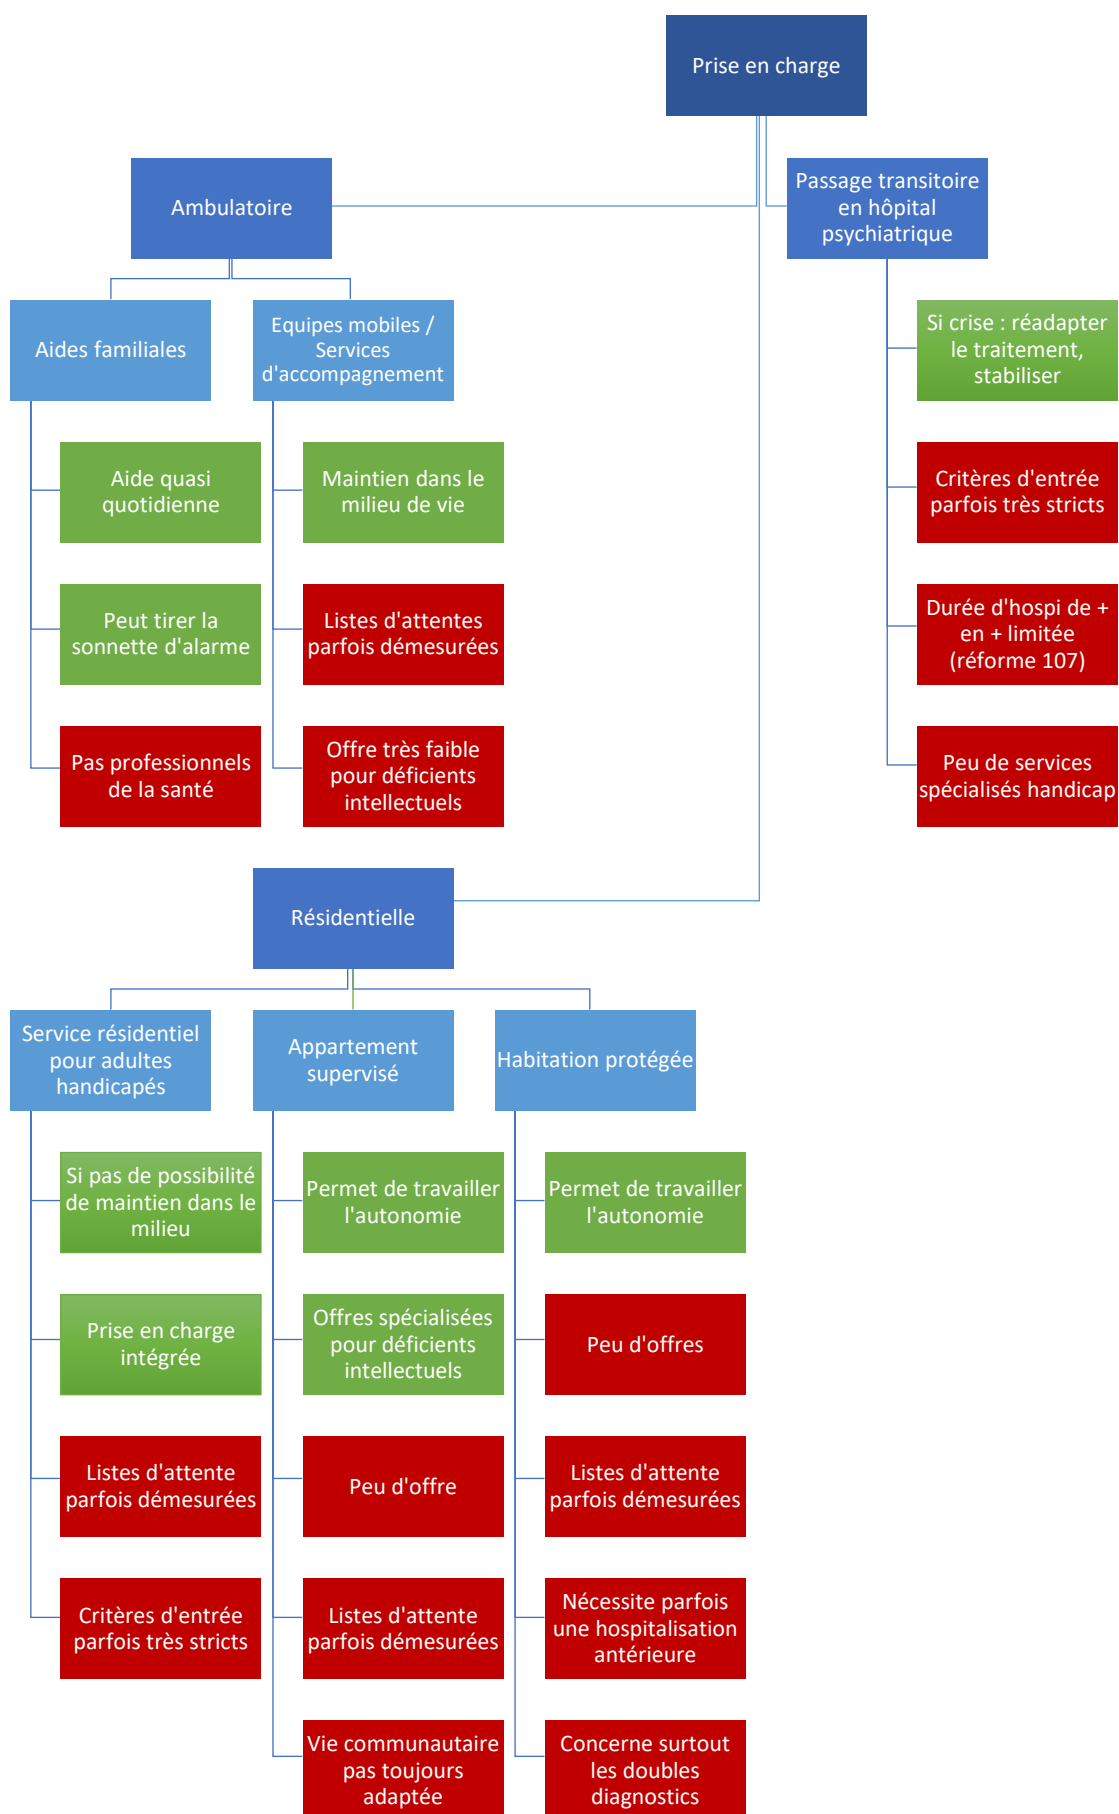 Prise en charge
Ambulatoire
Passage transitoire
en hôpital
psychiatrique
Aides familiales
Equipes mobiles /
Services
d'accompagnement
Si crise : réadapter
le traitement,
stabiliser
Aide quasi
quotidienne
Maintien dans le
milieu de vie
Critères d'entrée
parfois très stricts
Peut tirer la
sonnette d'alarme
Listes d'attentes
parfois démesurées
Durée d'hospi de +
en + limitée
(réforme 107)
Pas professionnels
de la santé
Offre très faible
pour déficients
intellectuels
Peu de services
spécialisés handicap
Résidentielle
Service résidentiel
pour adultes
handicapés
Appartement
supervisé
Habitation protégée
Si pas de possibilité
de maintien dans le
milieu
Permet de travailler
l'autonomie
Permet de travailler
l'autonomie
Prise en charge
intégrée
Offres spécialisées
pour déficients
intellectuels
Peu d'offres
Listes d'attente
parfois démesurées
Peu d'offre
Listes d'attente
parfois démesurées
Critères d'entrée
parfois très stricts
Listes d'attente
parfois démesurées
Nécessite parfois
une hospitalisation
antérieure
Vie communautaire
pas toujours
adaptée
Concerne surtout
les doubles
diagnostics